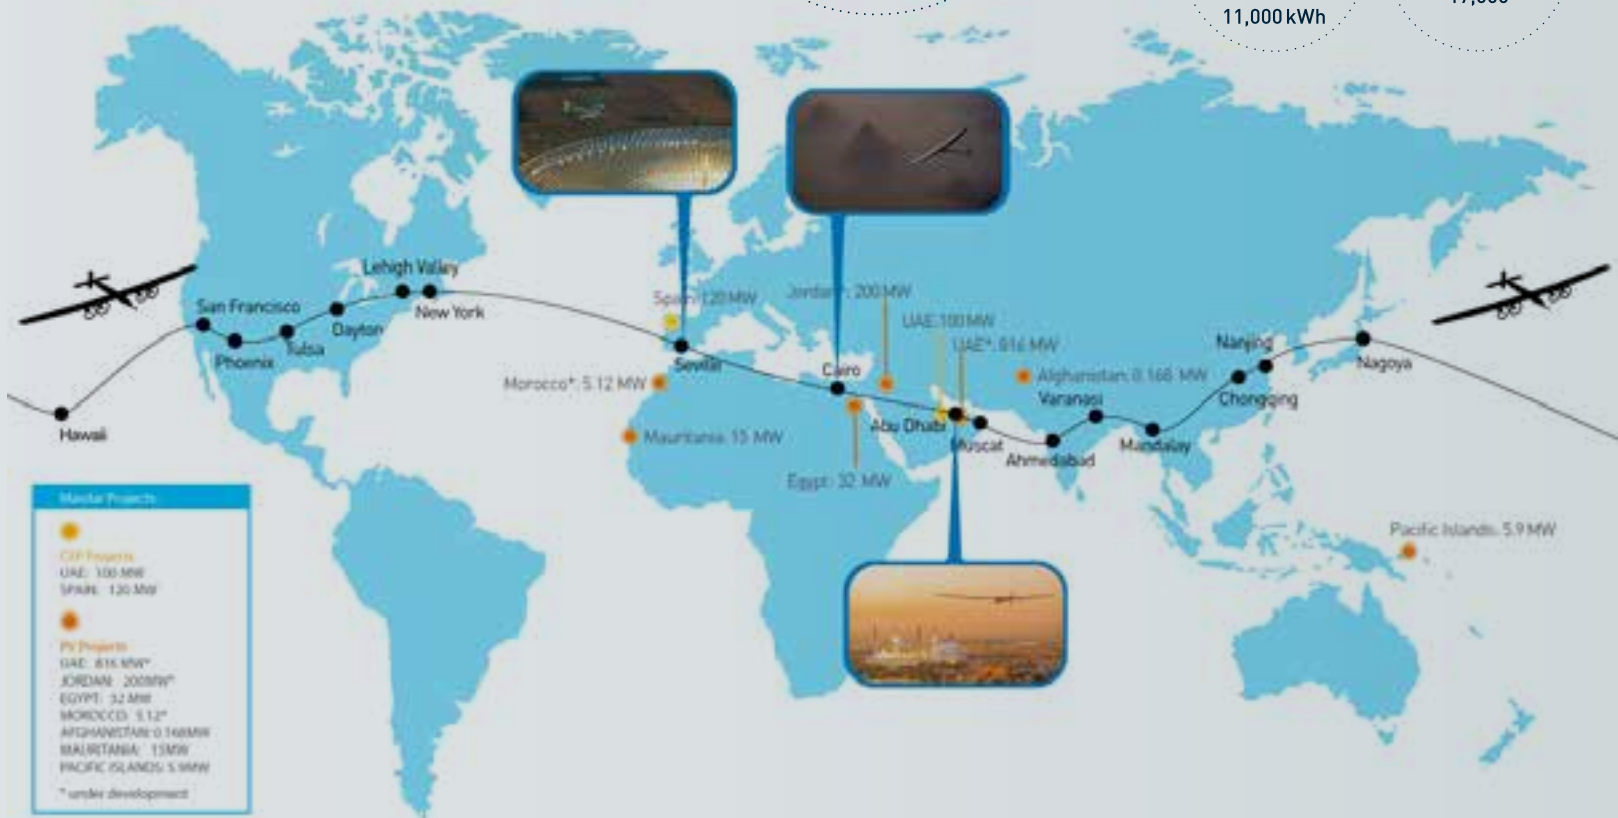 11,000 kWh
Lehigh Valley
San Francisco
New York
Dayton
Tulsa
Phoenix
Hawaii
Spain: 120 MW
Jordan*: 200 MW
UAE: 100 MW
UAE*: 816 MW
Sevilla
Cairo
Morocco*: 5.12 MW
Afghanistan: 0.168 MW
Nanjing
Nagoya
Varanasi
Chongqing
Mauritania: 15 MW
Abu Dhabi
Muscat
Ahmedabad
Mandalay
Egypt: 32 MW
Pacific Islands: 5.9 MW
Masdar Projects
CSP Projects
UAE: 100 MW
SPAIN: 120 MW
PV Projects
UAE: 816 MW*
JORDAN: 200MW*
EGYPT: 32 MW
MOROCCO: 5.12*
AFGHANISTAN: 0.168MW
MAURITANIA: 15MW
PACIFIC ISLANDS: 5.9MW
* under development